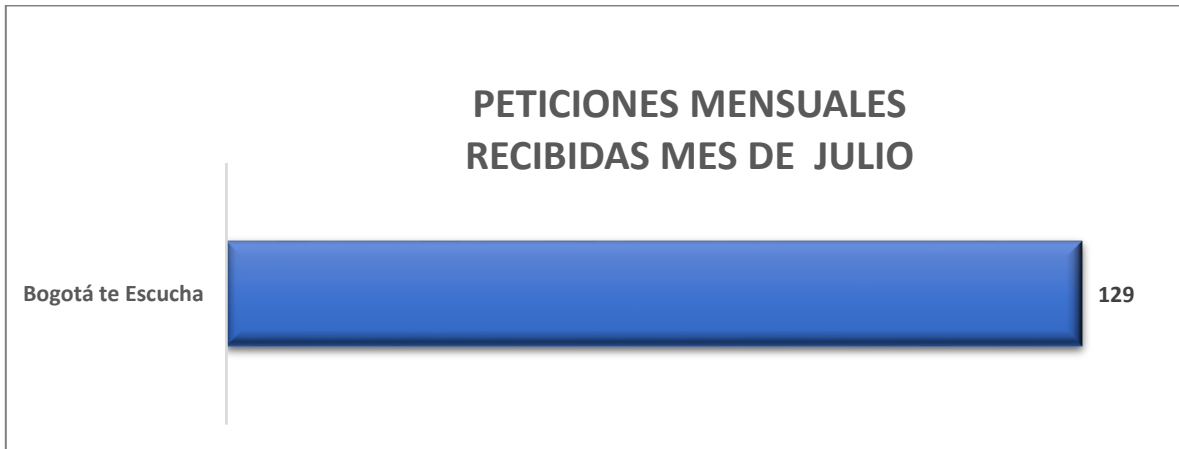 PETICIONES MENSUALES
RECIBIDAS MES DE JULIO
Bogotá te Escucha
129